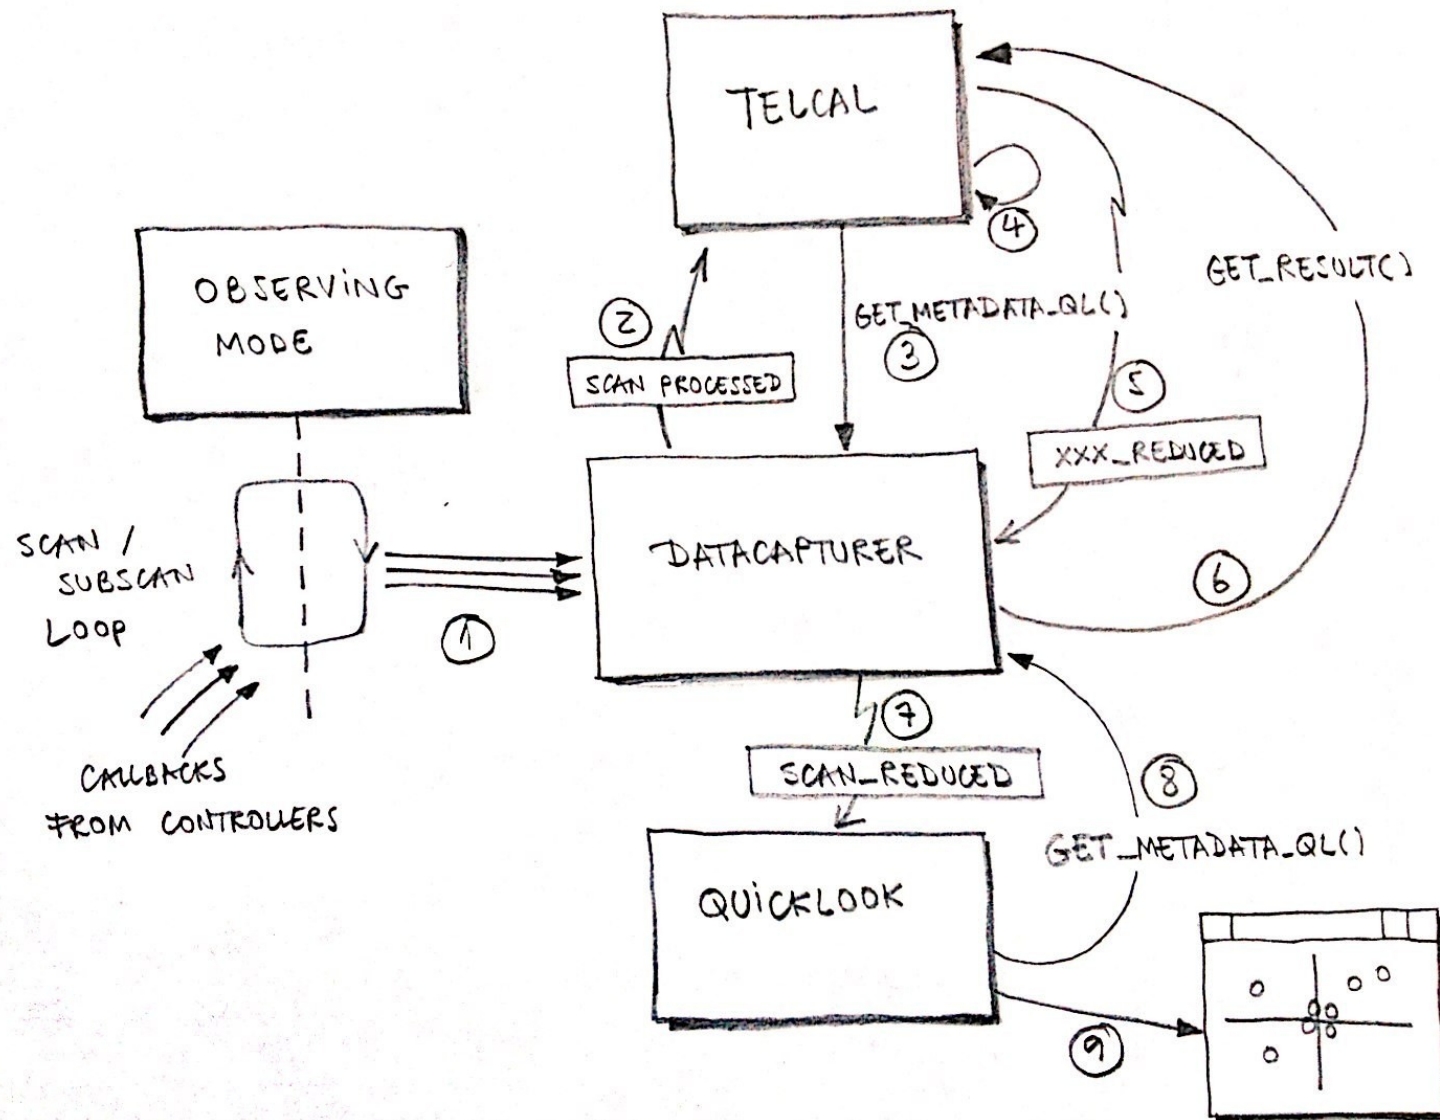 TELCAL
OBSERVING
MODE
GET_RESULT()
④
②
GET_METADATA_QL()
③
SCAN PROCESSED
⑤
XXX_REDUCED
SCAN /
SUBSCAN
LOOP
DATACAPTURER
①
⑥
CALLBACKS
FROM CONTROLLERS
⑦
SCAN_REDUCED
⑧
GET_METADATA_QL()
QUICKLOOK
⑨